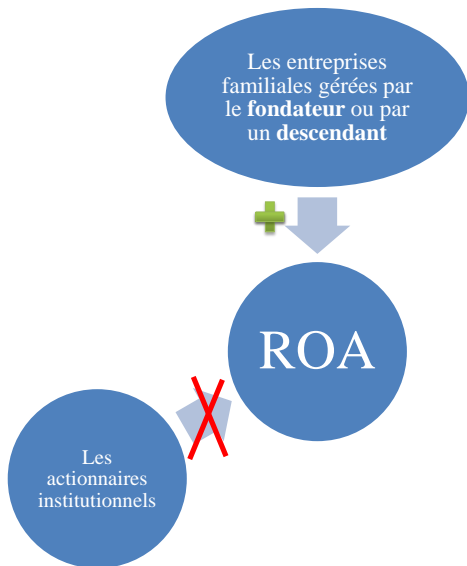 Les entreprises
familiales gérées par
le fondateur ou par
un descendant
ROA
Les
actionnaires
institutionnels